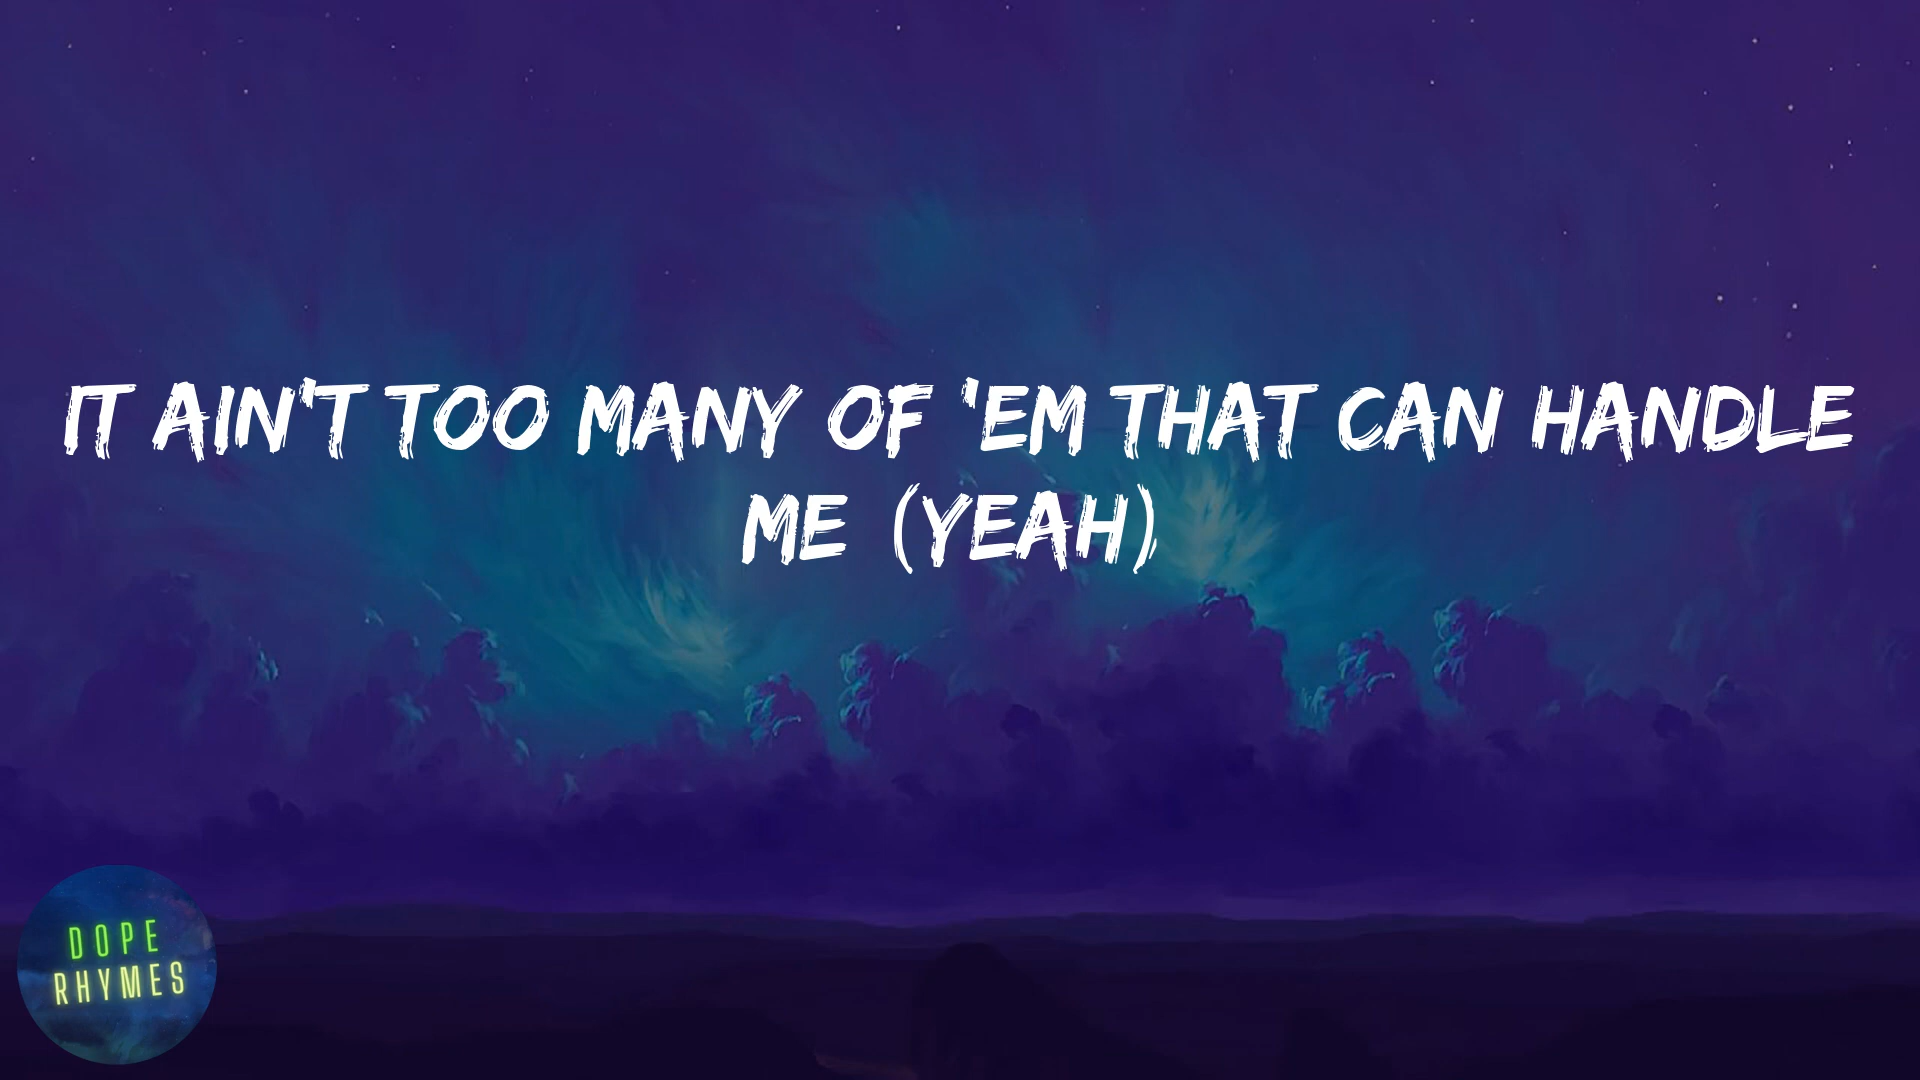 IT AIN'T TOO MANY OF 'EM THAT CAN HANDLE
ME (YEAH)
DOPE
RHYMES